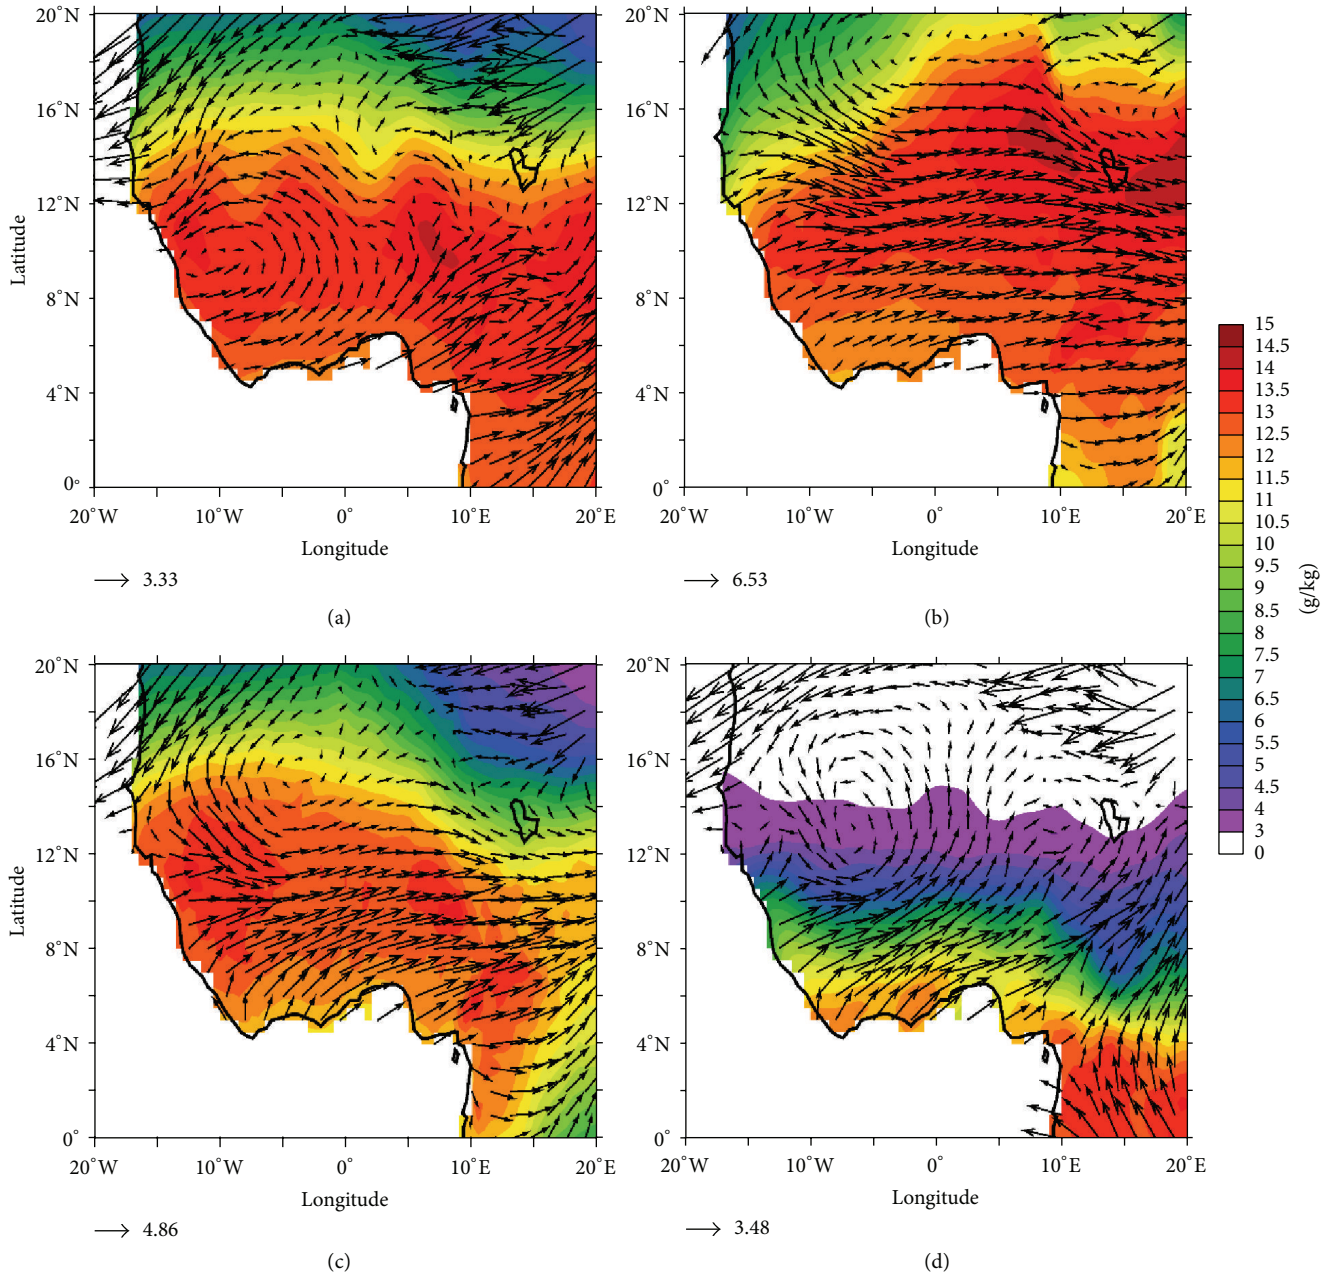 20°N
16°N
12°N
8°N
4°N
0°
Latitude
20°W
10°W
0°
10°E
20°E
Longitude
3.33
(a)
20°N
16°N
12°N
8°N
4°N
0°
20°W
10°W
0°
10°E
20°E
Longitude
6.53
(b)
15
14.5
14
13.5
13
12.5
12
11.5
11
10.5
10
9.5
9
8.5
8
7.5
7
6.5
6
5.5
5
4.5
4
3
0
(g/kg)
20°N
16°N
12°N
8°N
4°N
0°
Latitude
20°W
10°W
0°
10°E
20°E
Longitude
4.86
(c)
20°N
16°N
12°N
8°N
4°N
0°
20°W
10°W
0°
10°E
20°E
Longitude
3.48
(d)